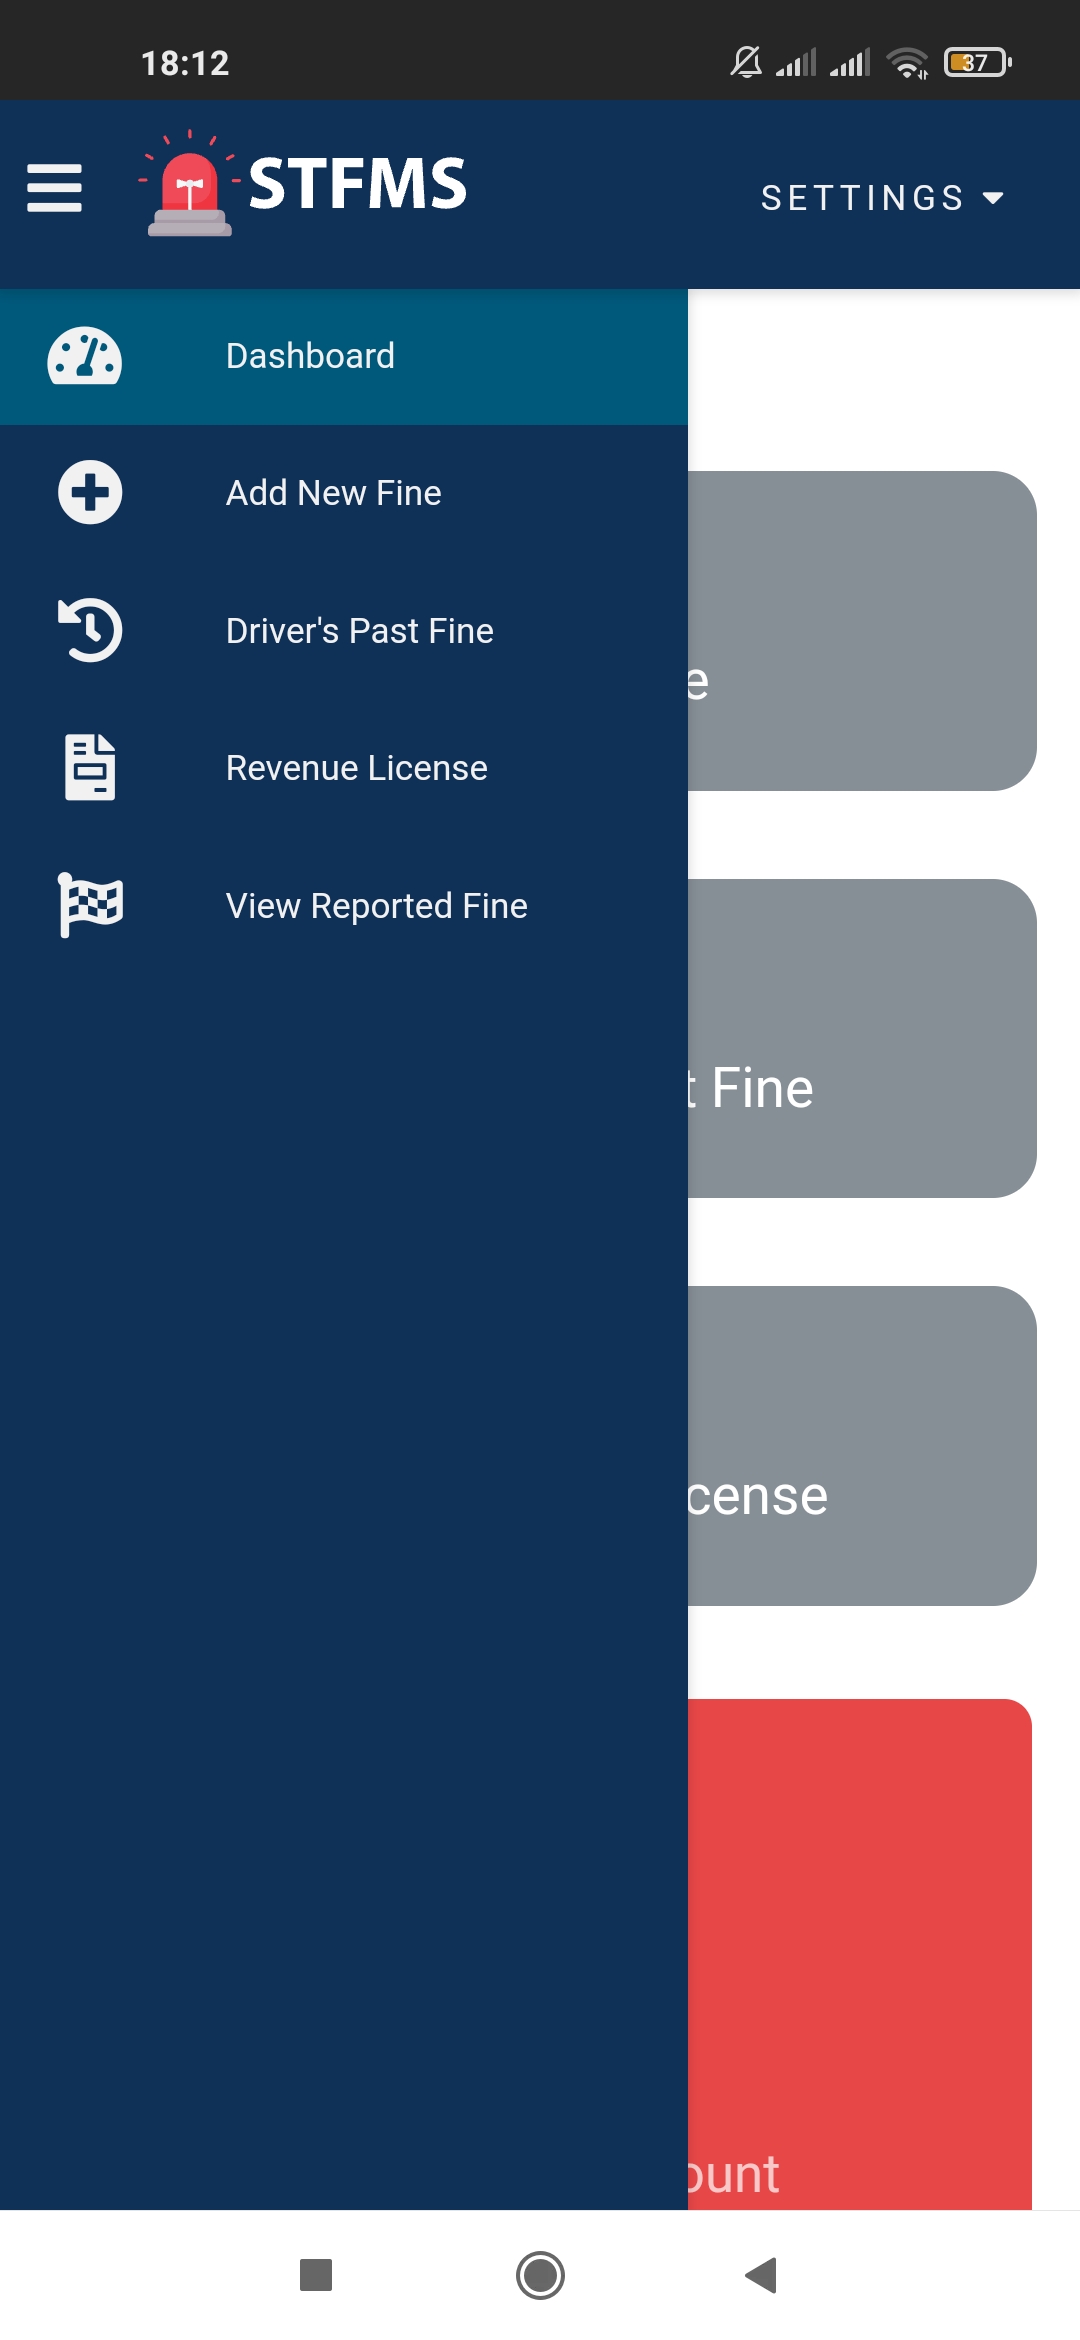 18:12
37
STFMS
SETTINGS
Dashboard
Add New Fine
Driver's Past Fine
e
Revenue License
View Reported Fine
t Fine
cense
ount